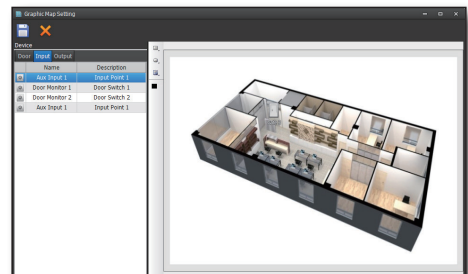 Graphic Map Setting
Device
Door Input Output
Name Description
Aux Input 1 Input Point 1
Door Monitor 1 Door Switch 1
Door Monitor 2 Door Switch 2
Aux Input 1 Input Point 1